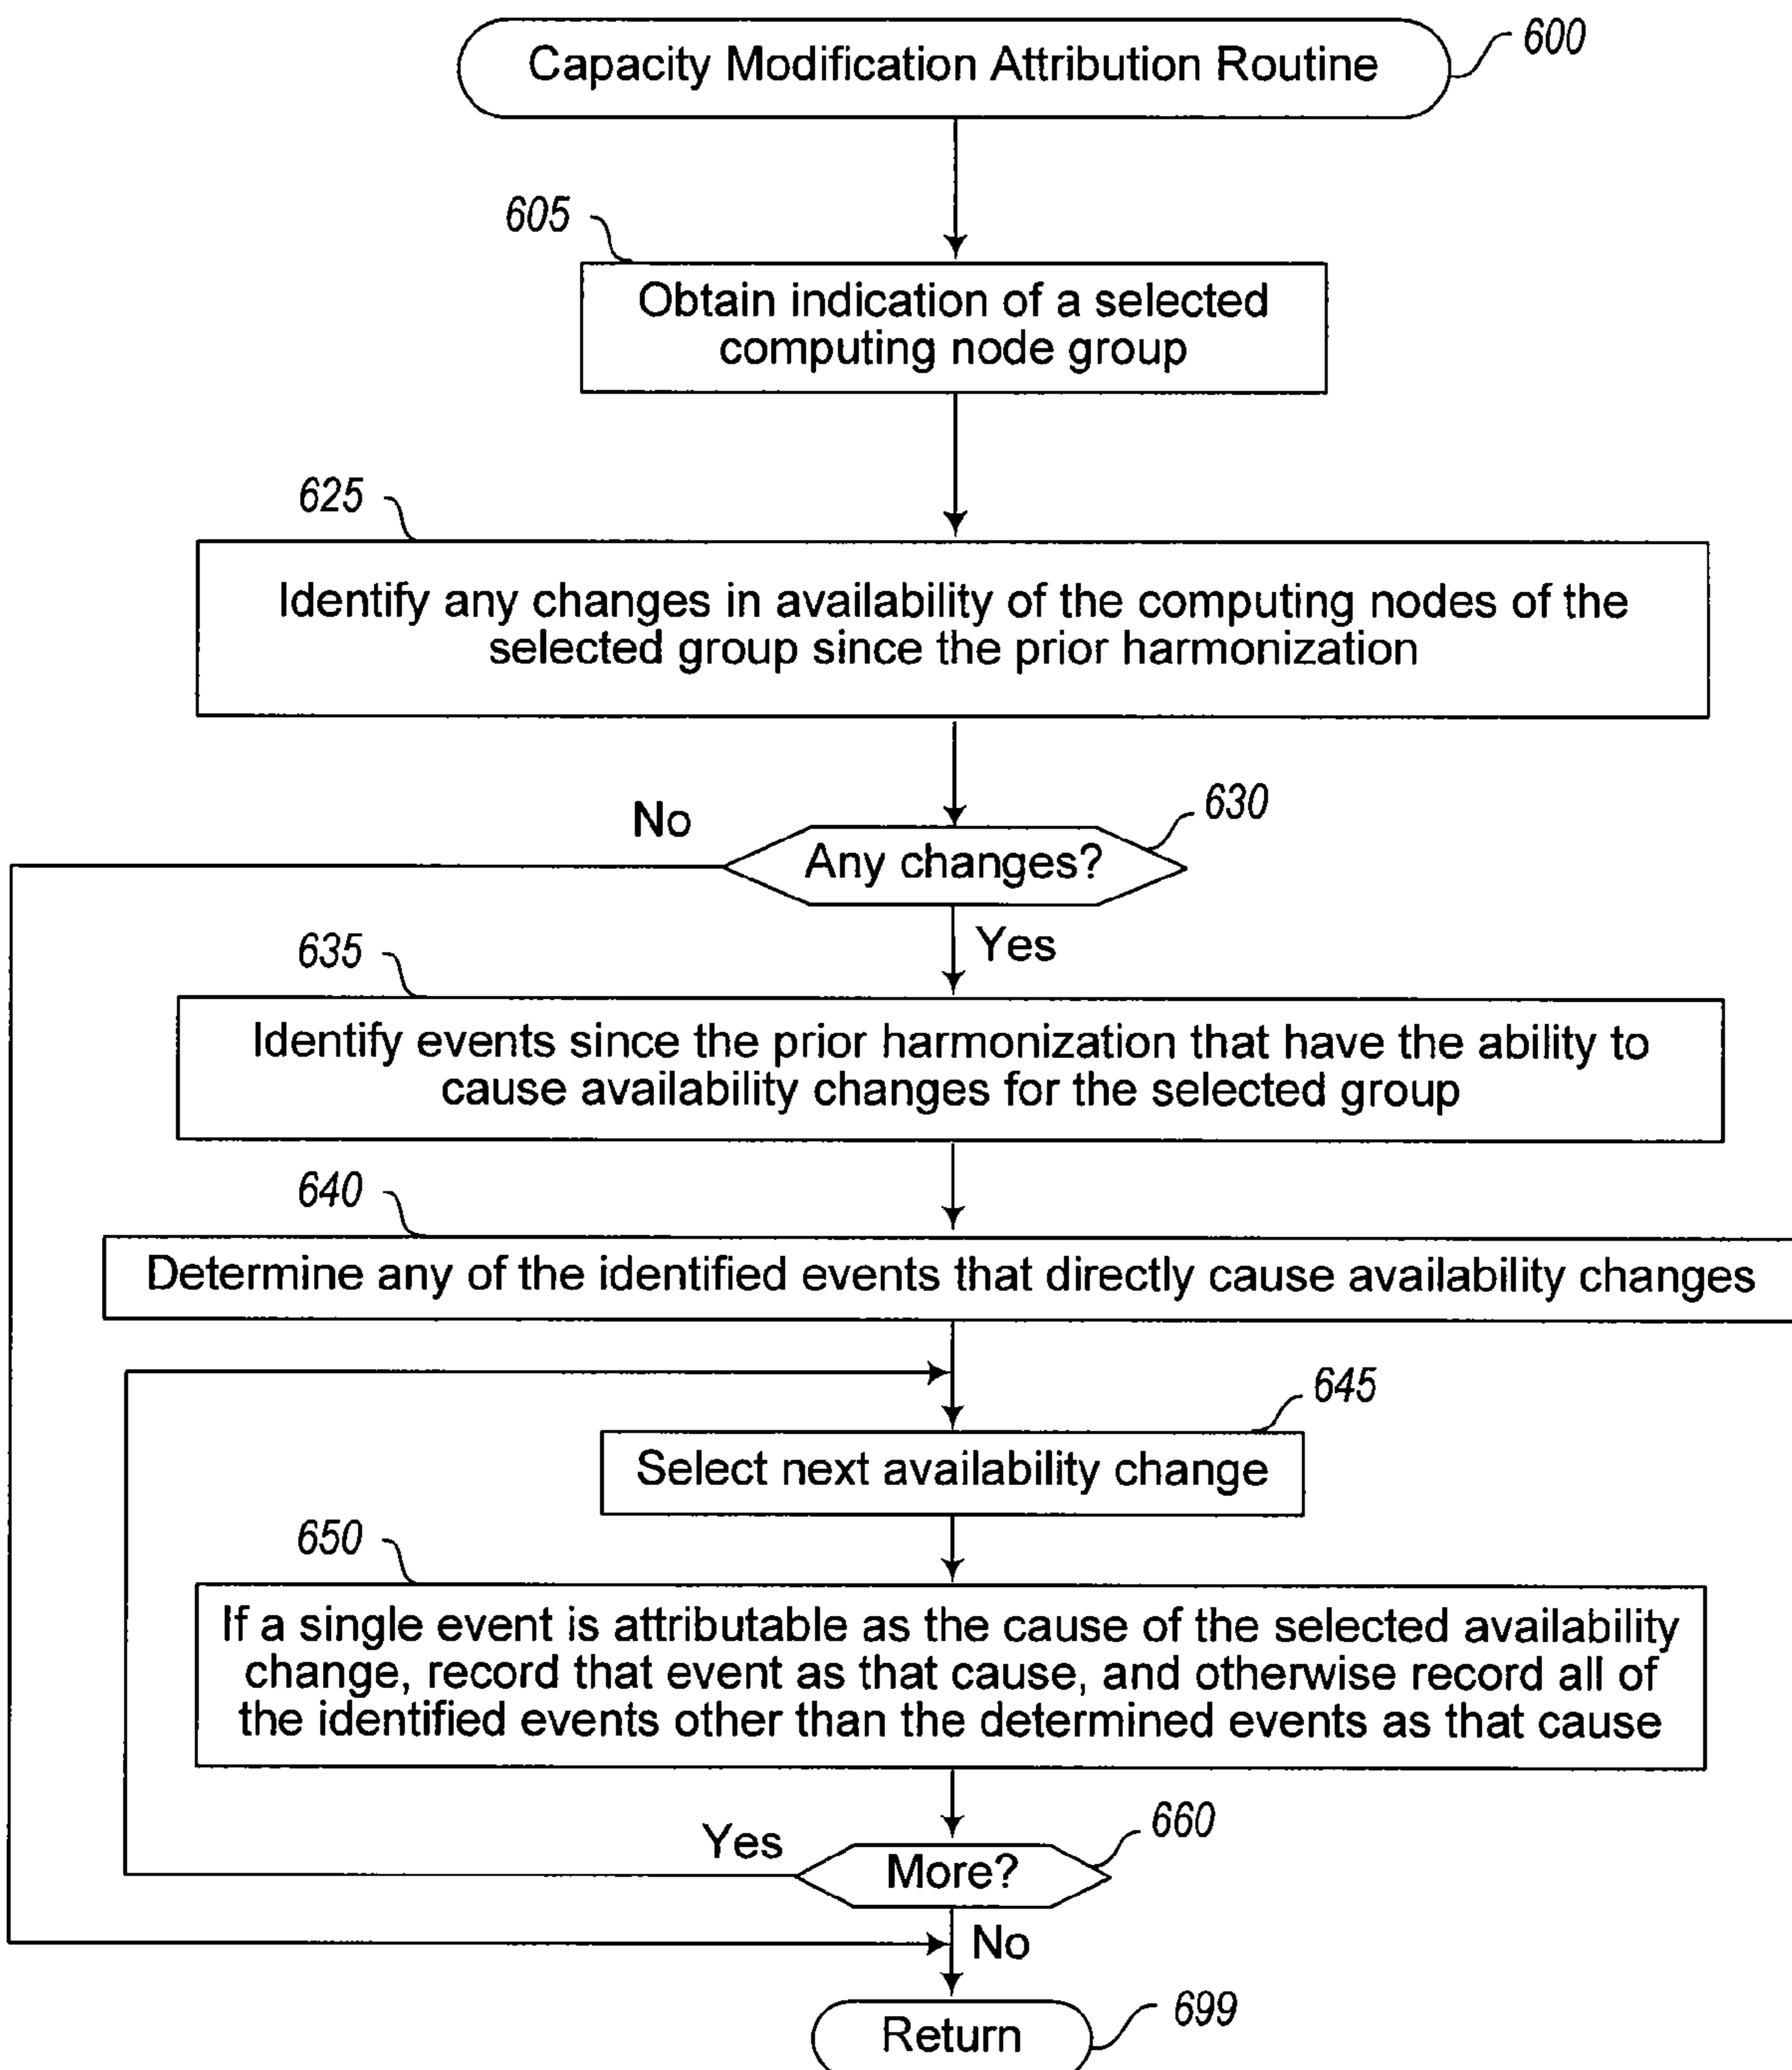 Capacity Modification Attribution Routine
600
605
Obtain indication of a selected
computing node group
625
Identify any changes in availability of the computing nodes of the
selected group since the prior harmonization
630
No
Any changes?
Yes
635
Identify events since the prior harmonization that have the ability to
cause availability changes for the selected group
640
Determine any of the identified events that directly cause availability changes
645
Select next availability change
650
If a single event is attributable as the cause of the selected availability
change, record that event as that cause, and otherwise record all of
the identified events other than the determined events as that cause
660
Yes
More?
No
699
Return